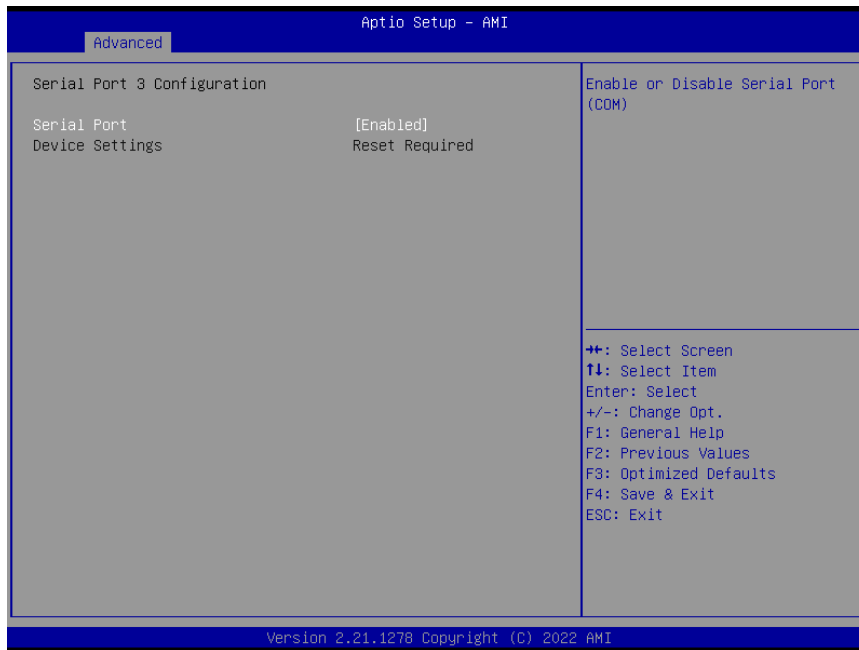 Aptio Setup – AMI
Advanced
Serial Port 3 Configuration
Serial Port [Enabled]
Device Settings Reset Required
Enable or Disable Serial Port
(COM)
→←: Select Screen
↑↓: Select Item
Enter: Select
+/-: Change Opt.
F1: General Help
F2: Previous Values
F3: Optimized Defaults
F4: Save & Exit
ESC: Exit
Version 2.21.1278 Copyright (C) 2022 AMI